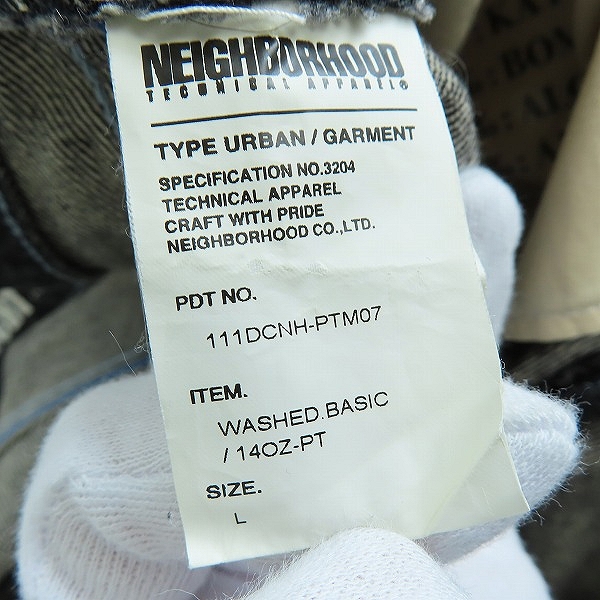 NEIGHBORHOOD
TECHNICAL APPAREL®
TYPE URBAN / GARMENT
SPECIFICATION NO.3204
TECHNICAL APPAREL
CRAFT WITH PRIDE
NEIGHBORHOOD CO.,LTD.
PDT NO.
111DCNH-PTM07
ITEM.
WASHED.BASIC
/ 14OZ-PT
SIZE.
L